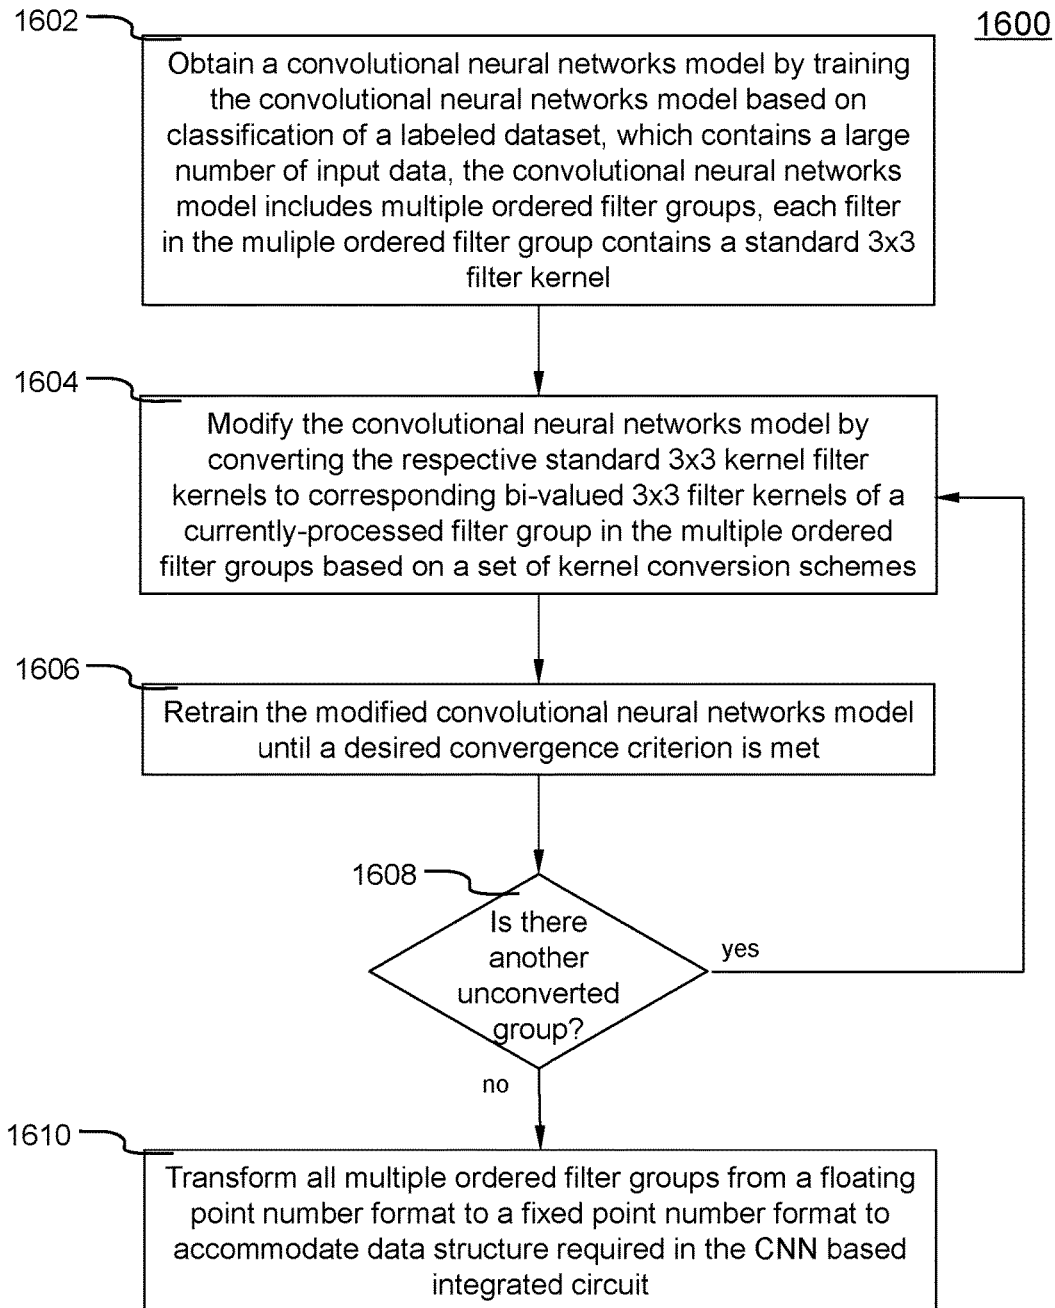 1602
1600
Obtain a convolutional neural networks model by training
the convolutional neural networks model based on
classification of a labeled dataset, which contains a large
number of input data, the convolutional neural networks
model includes multiple ordered filter groups, each filter
in the muliple ordered filter group contains a standard 3x3
filter kernel
1604
Modify the convolutional neural networks model by
converting the respective standard 3x3 kernel filter
kernels to corresponding bi-valued 3x3 filter kernels of a
currently-processed filter group in the multiple ordered
filter groups based on a set of kernel conversion schemes
1606
Retrain the modified convolutional neural networks model
until a desired convergence criterion is met
1608
Is there
another
unconverted
group?
yes
no
1610
Transform all multiple ordered filter groups from a floating
point number format to a fixed point number format to
accommodate data structure required in the CNN based
integrated circuit